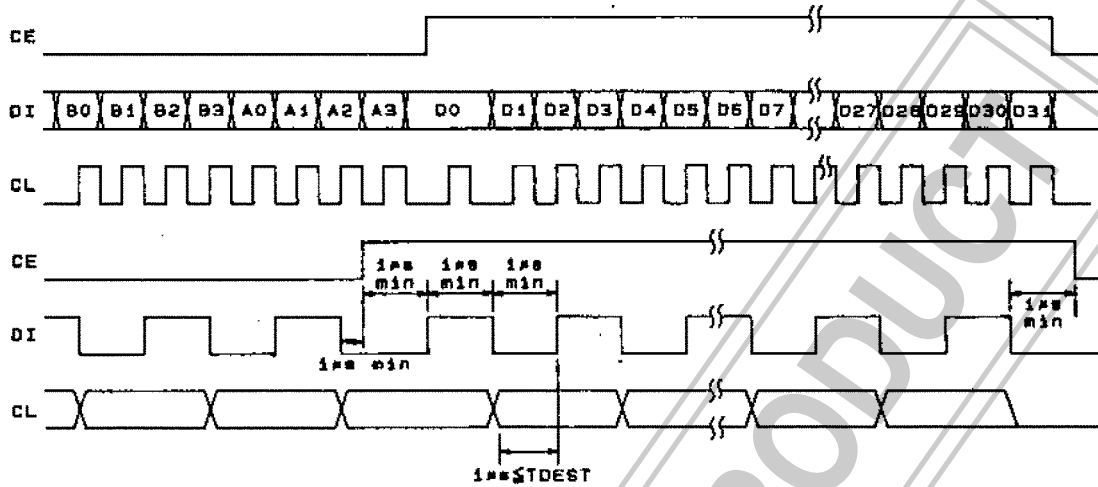 CE
DI B0 B1 B2 B3 A0 A1 A2 A3 D0 D1 D2 D3 D4 D5 D6 D7 D27 D28 D29 D30 D31
CL
CE
1μs 1μs 1μs
min min min
1μs
min
DI
1μs min
CL
1μs≦TDEST
PRODUCT